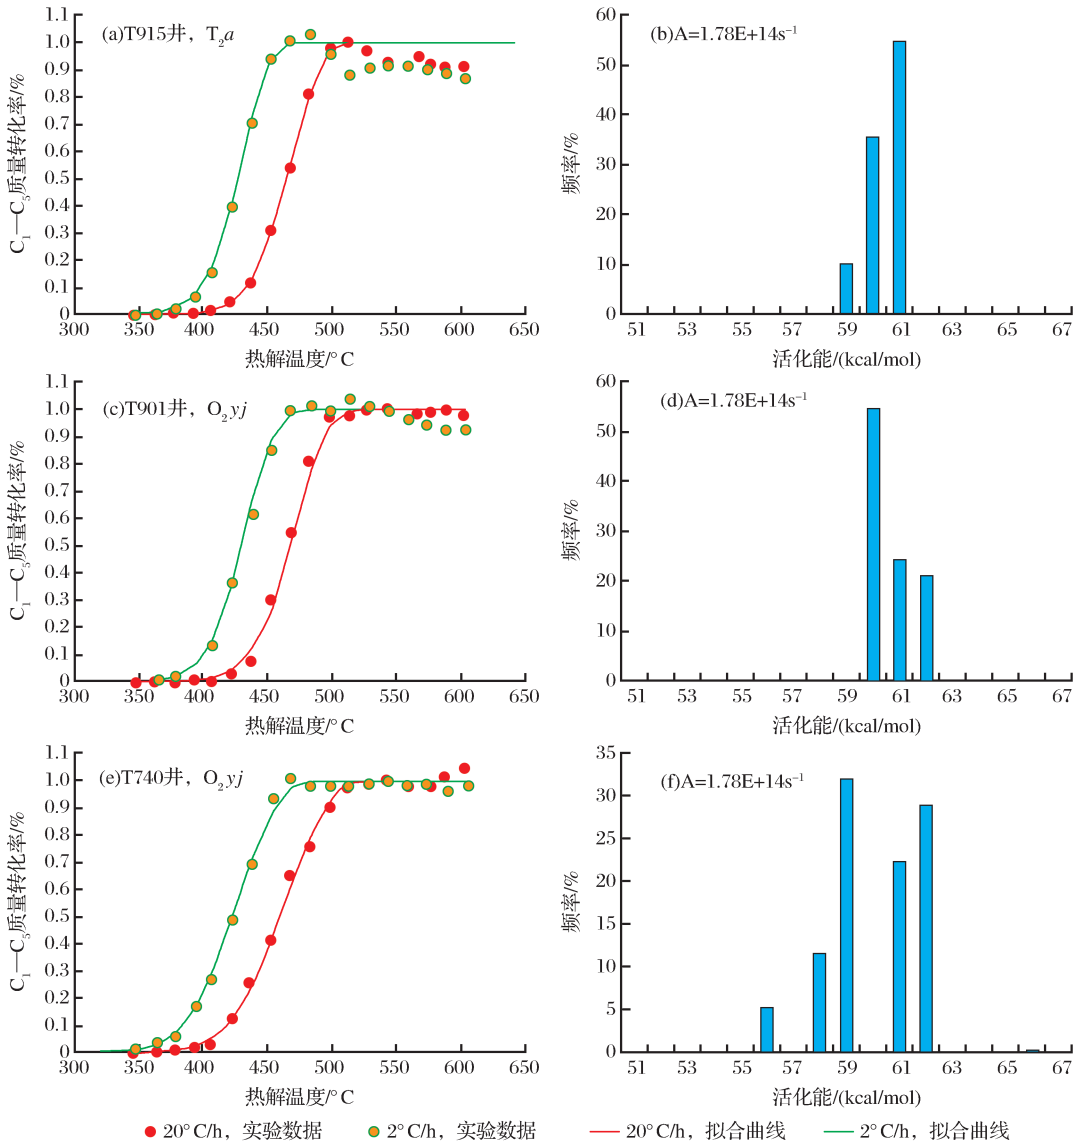 (a)T915井，T₂a
C₁—C₅质量转化率/%
1.1
1.0
0.9
0.8
0.7
0.6
0.5
0.4
0.3
0.2
0.1
0
300 350 400 450 500 550 600 650
热解温度/°C
(b)A=1.78E+14s⁻¹
频率/%
60
50
40
30
20
10
0
51 53 55 57 59 61 63 65 67
活化能/(kcal/mol)
(c)T901井，O₂yj
C₁—C₅质量转化率/%
1.1
1.0
0.9
0.8
0.7
0.6
0.5
0.4
0.3
0.2
0.1
0
300 350 400 450 500 550 600 650
热解温度/°C
(d)A=1.78E+14s⁻¹
频率/%
60
50
40
30
20
10
0
51 53 55 57 59 61 63 65 67
活化能/(kcal/mol)
(e)T740井，O₂yj
C₁—C₅质量转化率/%
1.1
1.0
0.9
0.8
0.7
0.6
0.5
0.4
0.3
0.2
0.1
0
300 350 400 450 500 550 600 650
热解温度/°C
(f)A=1.78E+14s⁻¹
频率/%
35
30
25
20
15
10
5
0
51 53 55 57 59 61 63 65 67
活化能/(kcal/mol)
20°C/h，实验数据 2°C/h，实验数据 20°C/h，拟合曲线 2°C/h，拟合曲线